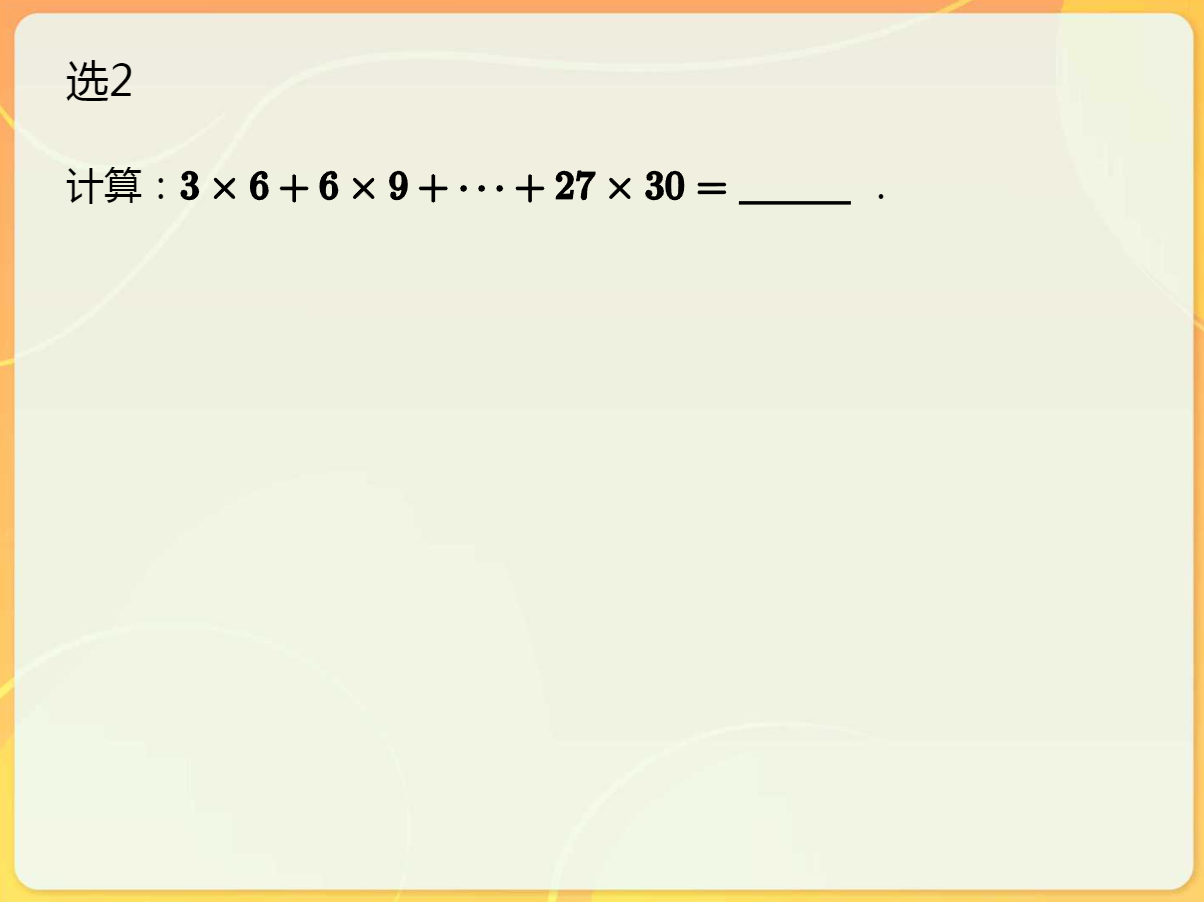 选2
计算：3 × 6 + 6 × 9 + ··· + 27 × 30 = ______ .